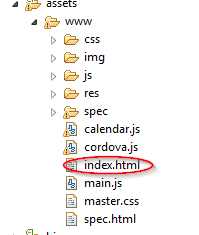 assets
www
css
img
js
res
spec
calendar.js
cordova.js
index.html
main.js
master.css
spec.html